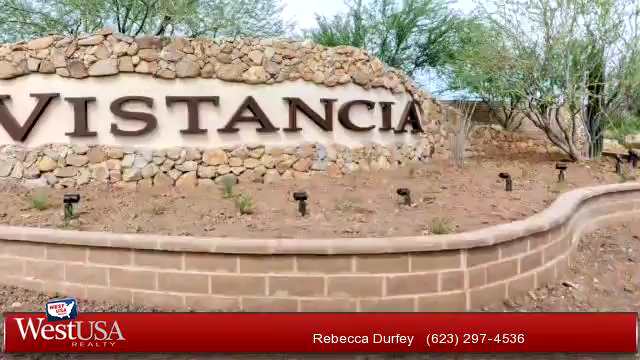 VISTANCIA
WEST
USA
WestUSA
REALTY
Rebecca Durfey (623) 297-4536